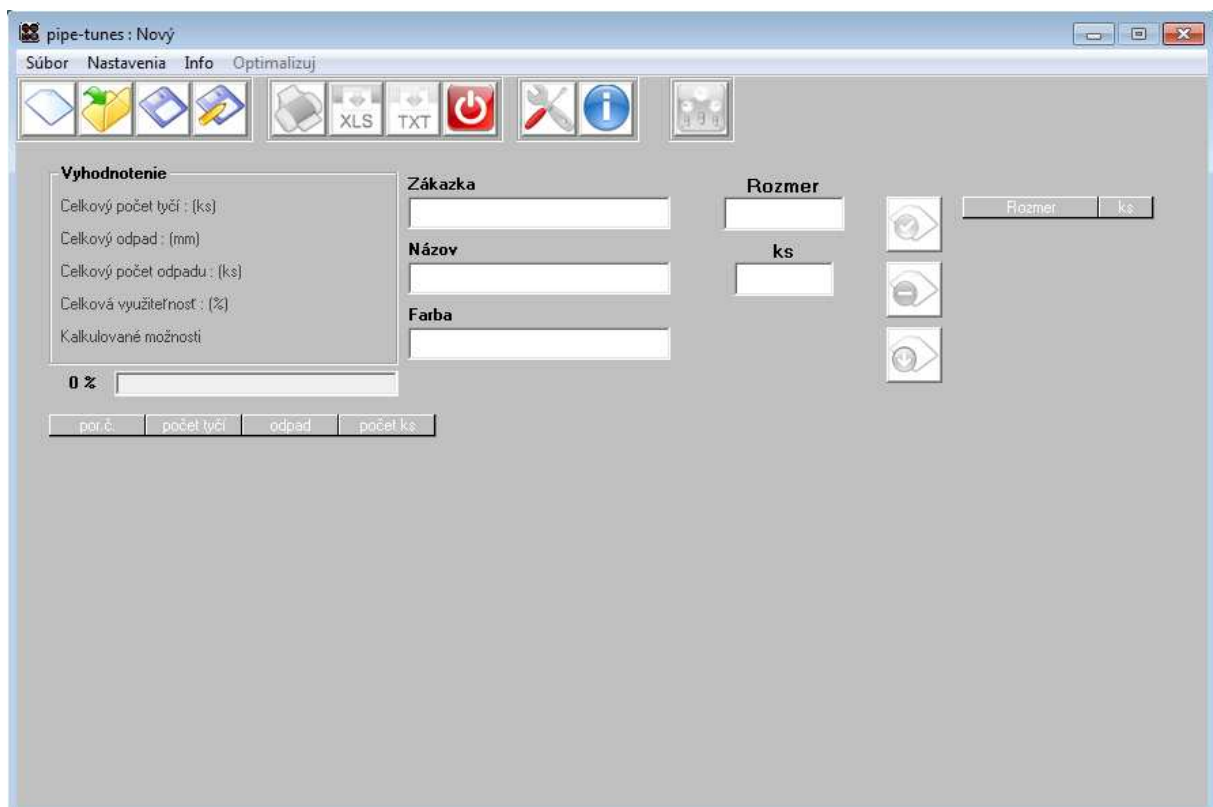 pipe-tunes : Nový
Súbor Nastavenia Info Optimalizuj
XLS TXT
Vyhodnotenie
Celkový počet tyčí : (ks)
Celkový odpad : (mm)
Celkový počet odpadu : (ks)
Celková využiteľnosť : (%)
Kalkulované možnosti
0 %
Zákazka
Názov
Farba
Rozmer
ks
Rozmer ks
por.č. počet tyčí odpad počet ks